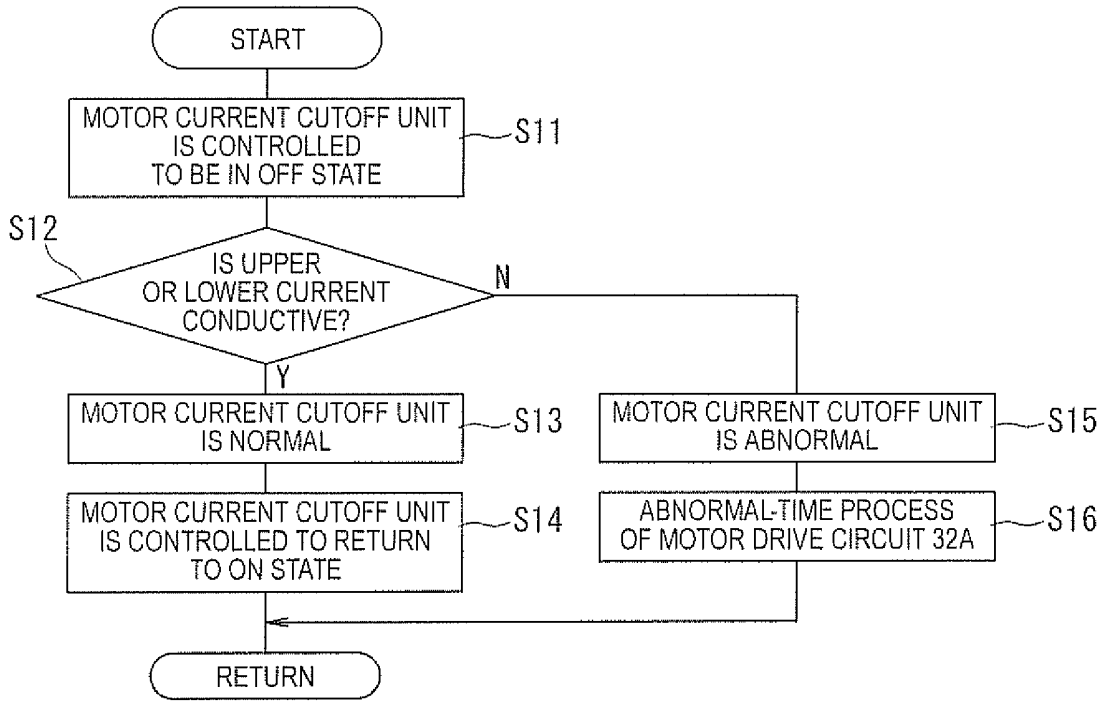 START
MOTOR CURRENT CUTOFF UNIT
IS CONTROLLED
TO BE IN OFF STATE
S11
S12
IS UPPER
OR LOWER CURRENT
CONDUCTIVE?
N
Y
MOTOR CURRENT CUTOFF UNIT
IS NORMAL
S13
MOTOR CURRENT CUTOFF UNIT
IS ABNORMAL
S15
MOTOR CURRENT CUTOFF UNIT
IS CONTROLLED TO RETURN
TO ON STATE
S14
ABNORMAL-TIME PROCESS
OF MOTOR DRIVE CIRCUIT 32A
S16
RETURN